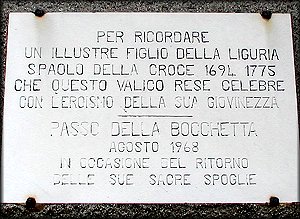 PER RICORDARE
UN ILLUSTRE FIGLIO DELLA LIGURIA
S PAOLO DELLA CROCE 1694 1775
CHE QUESTO VALICO RESE CELEBRE
CON L'EROISMO DELLA SUA GIOVINEZZA
PASSO DELLA BOCCHETTA
AGOSTO 1968
IN OCCASIONE DEL RITORNO
DELLE SUE SACRE SPOGLIE